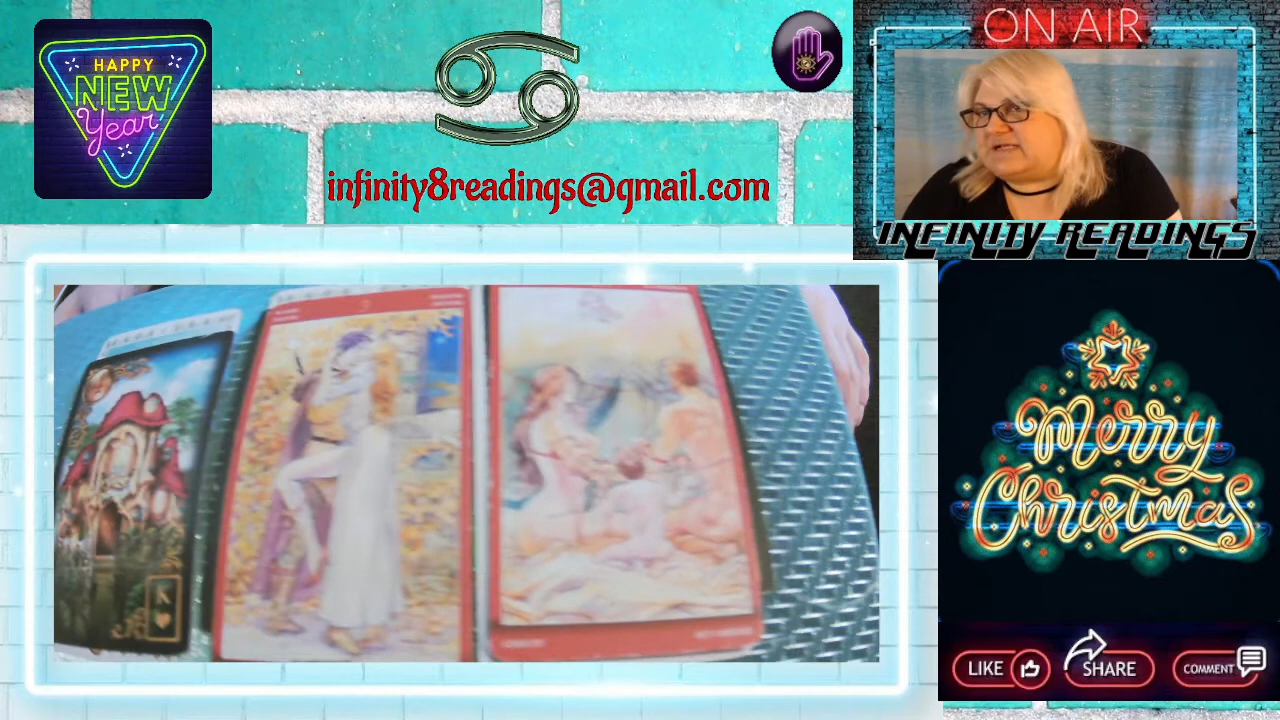 HAPPY
NEW
Year
infinity8readings@gmail.com
ON AIR
INFINITY READINGS
K
Merry
Christmas
LIKE
SHARE
COMMENT